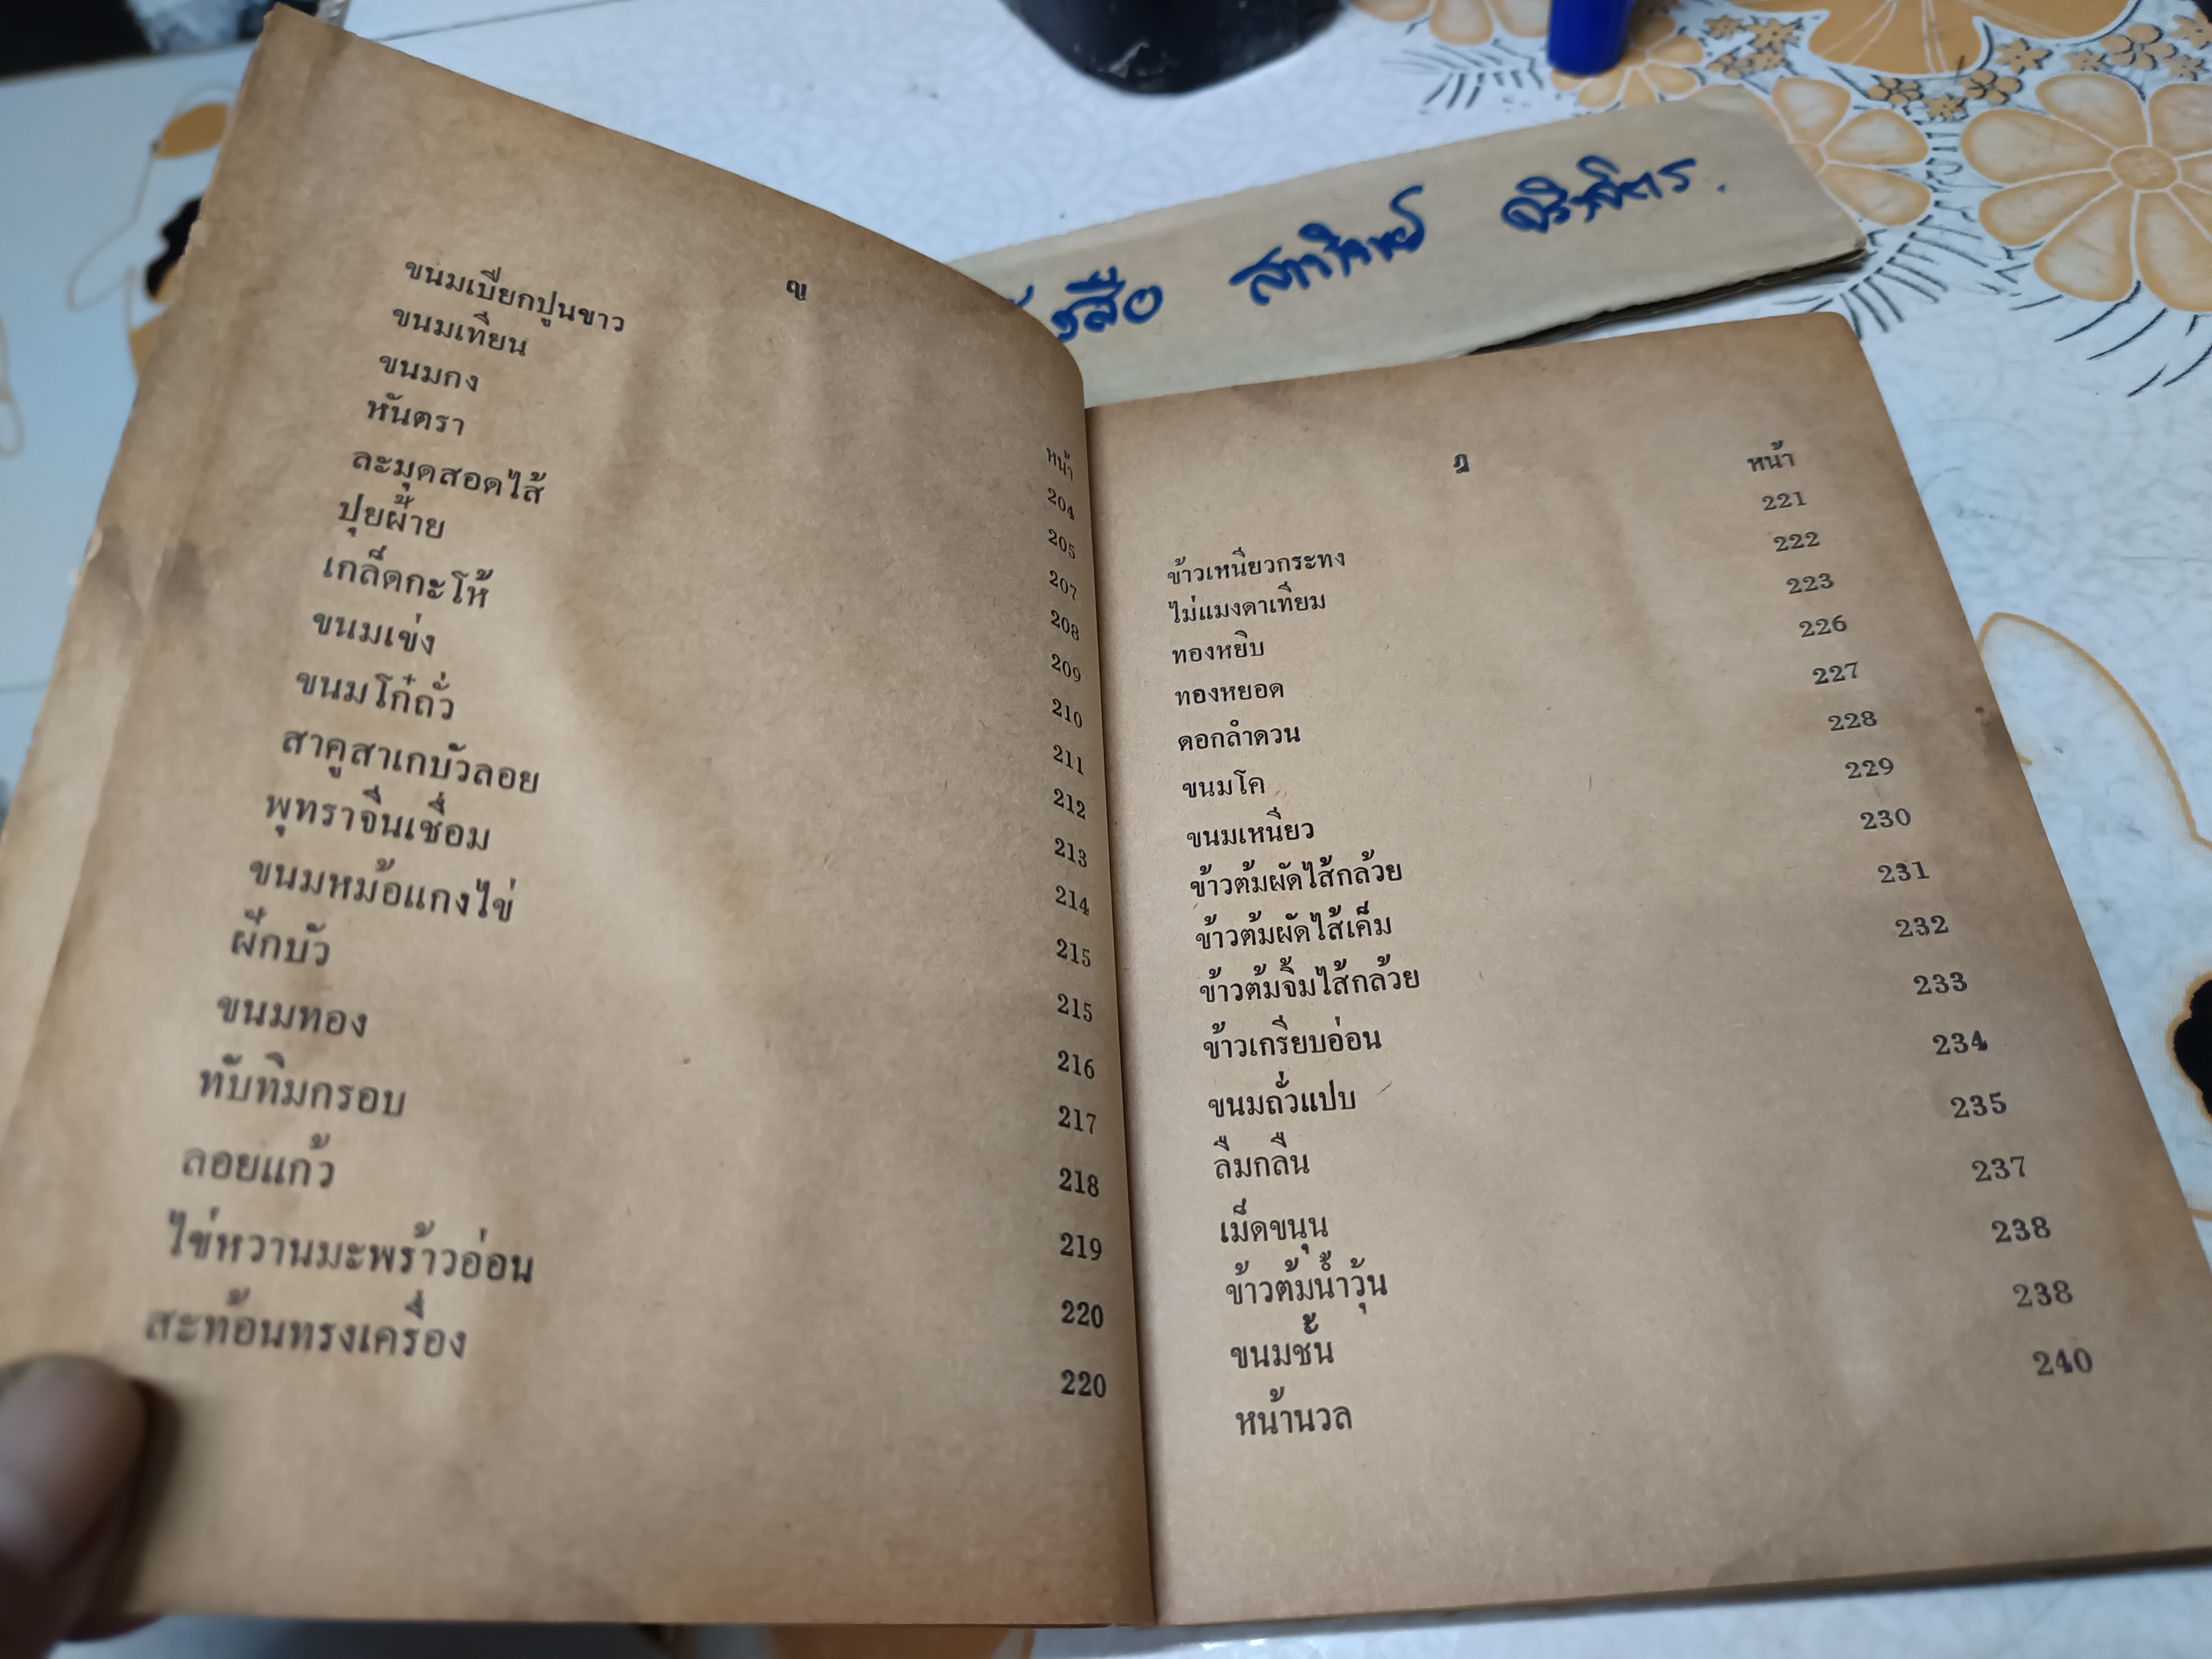 ญ
หน้า
ขนมเบียกปูนขาว 204
ขนมเทียน 205
ขนมกง 207
หันตรา 208
ละมุดสอดไส้ 209
ปุยฝ้าย 210
เกล็ดกะโห้ 211
ขนมเข่ง 212
ขนมโก๋ถั่ว 213
สาคูสาเกบัวลอย 214
พุทราจีนเชื่อม 215
ขนมหม้อแกงไข่ 215
ฝักบัว 216
ขนมทอง 217
ทับทิมกรอบ 218
ลอยแก้ว 219
ไข่หวานมะพร้าวอ่อน 220
สะท้อนทรงเครื่อง 220
ฎ
หน้า
ข้าวเหนียวกระทง 221
ไม่แมงดาเทียม 222
ทองหยิบ 223
ทองหยอด 226
ดอกลำดวน 227
ขนมโค 228
ขนมเหนียว 229
ข้าวต้มผัดไส้กล้วย 230
ข้าวต้มผัดไส้เค็ม 231
ข้าวต้มจิ้มไส้กล้วย 232
ข้าวเกรียบอ่อน 233
ขนมถั่วแปบ 234
ลืมกลืน 235
เม็ดขนุน 237
ข้าวต้มน้ำวุ้น 238
ขนมชั้น 238
หน้านวล 240